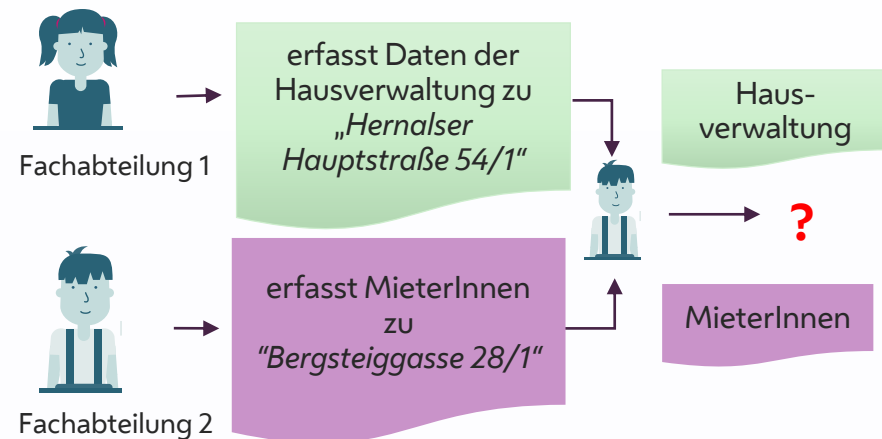 erfasst Daten der
Hausverwaltung zu
„Hernalser
Hauptstraße 54/1“
Fachabteilung 1
Haus-
verwaltung
?
erfasst MieterInnen
zu
“Bergsteiggasse 28/1“
MieterInnen
Fachabteilung 2